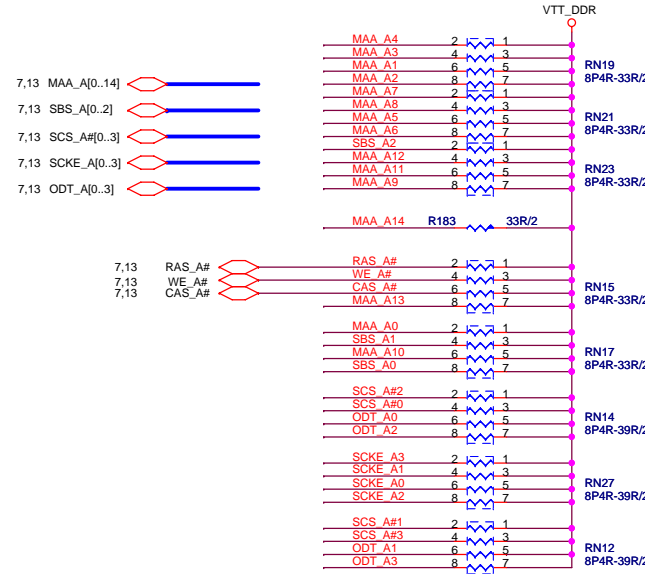 VTT_DDR
MAA_A4 2 1
MAA_A3 4 3
MAA_A1 6 5 RN19
MAA_A2 8 7 8P4R-33R/2
MAA_A7 2 1
MAA_A8 4 3
MAA_A5 6 5 RN21
MAA_A6 8 7 8P4R-33R/2
SBS_A2 2 1
MAA_A12 4 3
MAA_A11 6 5 RN23
MAA_A9 8 7 8P4R-33R/2
7,13 MAA_A[0..14]
7,13 SBS_A[0..2]
7,13 SCS_A#[0..3]
7,13 SCKE_A[0..3]
7,13 ODT_A[0..3]
MAA_A14 R183 33R/2
7,13 RAS_A# RAS_A# 2 1
7,13 WE_A# WE_A# 4 3
7,13 CAS_A# CAS_A# 6 5 RN15
MAA_A13 8 7 8P4R-33R/2
MAA_A0 2 1
SBS_A1 4 3
MAA_A10 6 5 RN17
SBS_A0 8 7 8P4R-33R/2
SCS_A#2 2 1
SCS_A#0 4 3
ODT_A0 6 5 RN14
ODT_A2 8 7 8P4R-39R/2
SCKE_A3 2 1
SCKE_A1 4 3
SCKE_A0 6 5 RN27
SCKE_A2 8 7 8P4R-39R/2
SCS_A#1 2 1
SCS_A#3 4 3
ODT_A1 6 5 RN12
ODT_A3 8 7 8P4R-39R/2